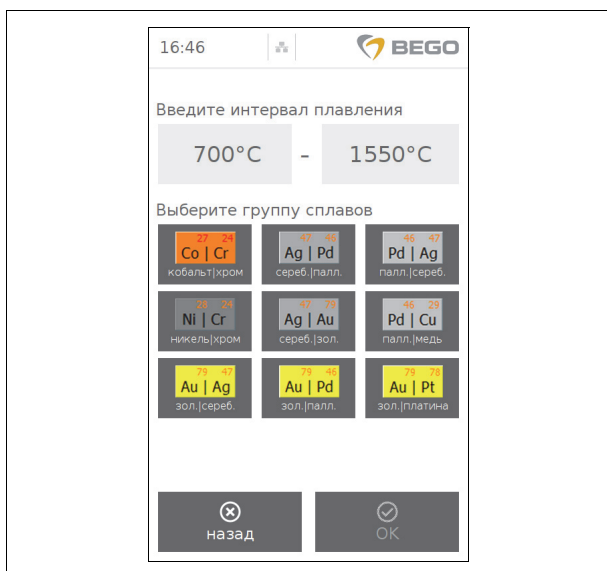 16:46 BEGO
Введите интервал плавления
700°C - 1550°C
Выберите группу сплавов
27 24 47 46 46 47
Co | Cr Ag | Pd Pd | Ag
кобальт|хром сереб.|палл. палл.|сереб.
28 24 47 79 46 29
Ni | Cr Ag | Au Pd | Cu
никель|хром сереб.|зол. палл.|медь
79 47 79 46 79 78
Au | Ag Au | Pd Au | Pt
зол.|сереб. зол.|палл. зол.|платина
назад OK